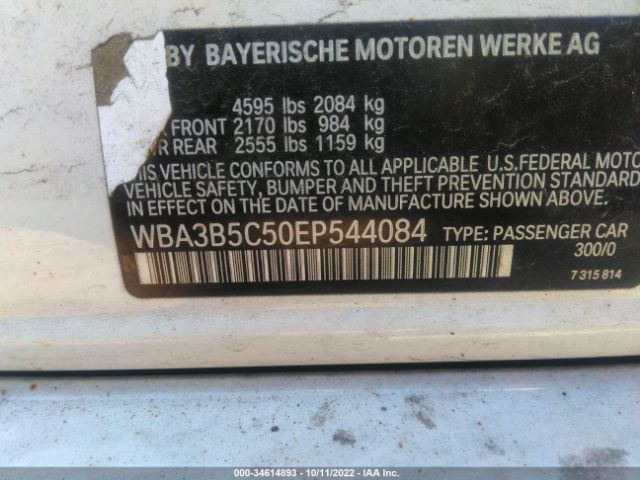 BY BAYERISCHE MOTOREN WERKE AG
4595 lbs 2084 kg
FRONT 2170 lbs 984 kg
R REAR 2555 lbs 1159 kg
THIS VEHICLE CONFORMS TO ALL APPLICABLE U.S.FEDERAL MOTO
VEHICLE SAFETY, BUMPER AND THEFT PREVENTION STANDARD
IN EFFECT ON THE DATE OF MANUFACTURE SHOWN ABOVE.
WBA3B5C50EP544084 TYPE: PASSENGER CAR
300/0
7 315 814
000-34614893 - 10/11/2022 - IAA Inc.